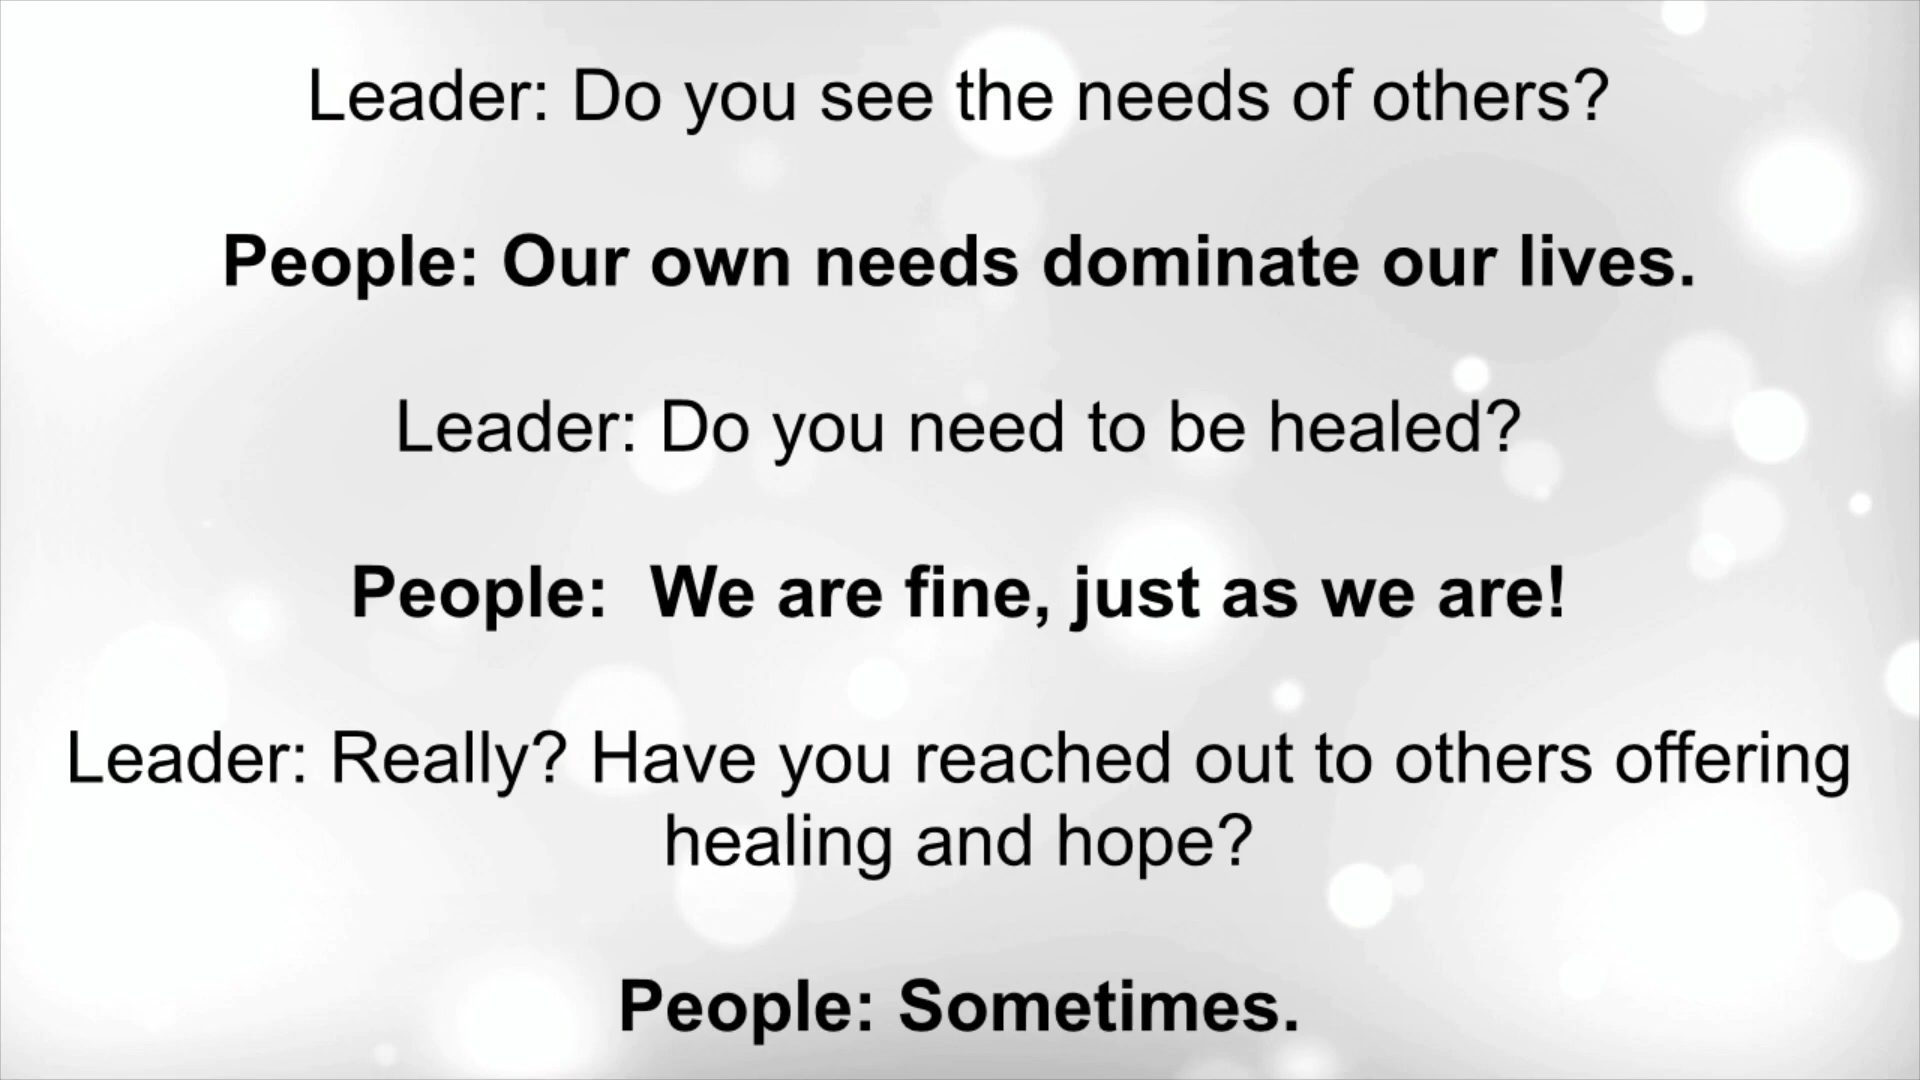 Leader: Do you see the needs of others?
People: Our own needs dominate our lives.
Leader: Do you need to be healed?
People:  We are fine, just as we are!
Leader: Really? Have you reached out to others offering
healing and hope?
People: Sometimes.